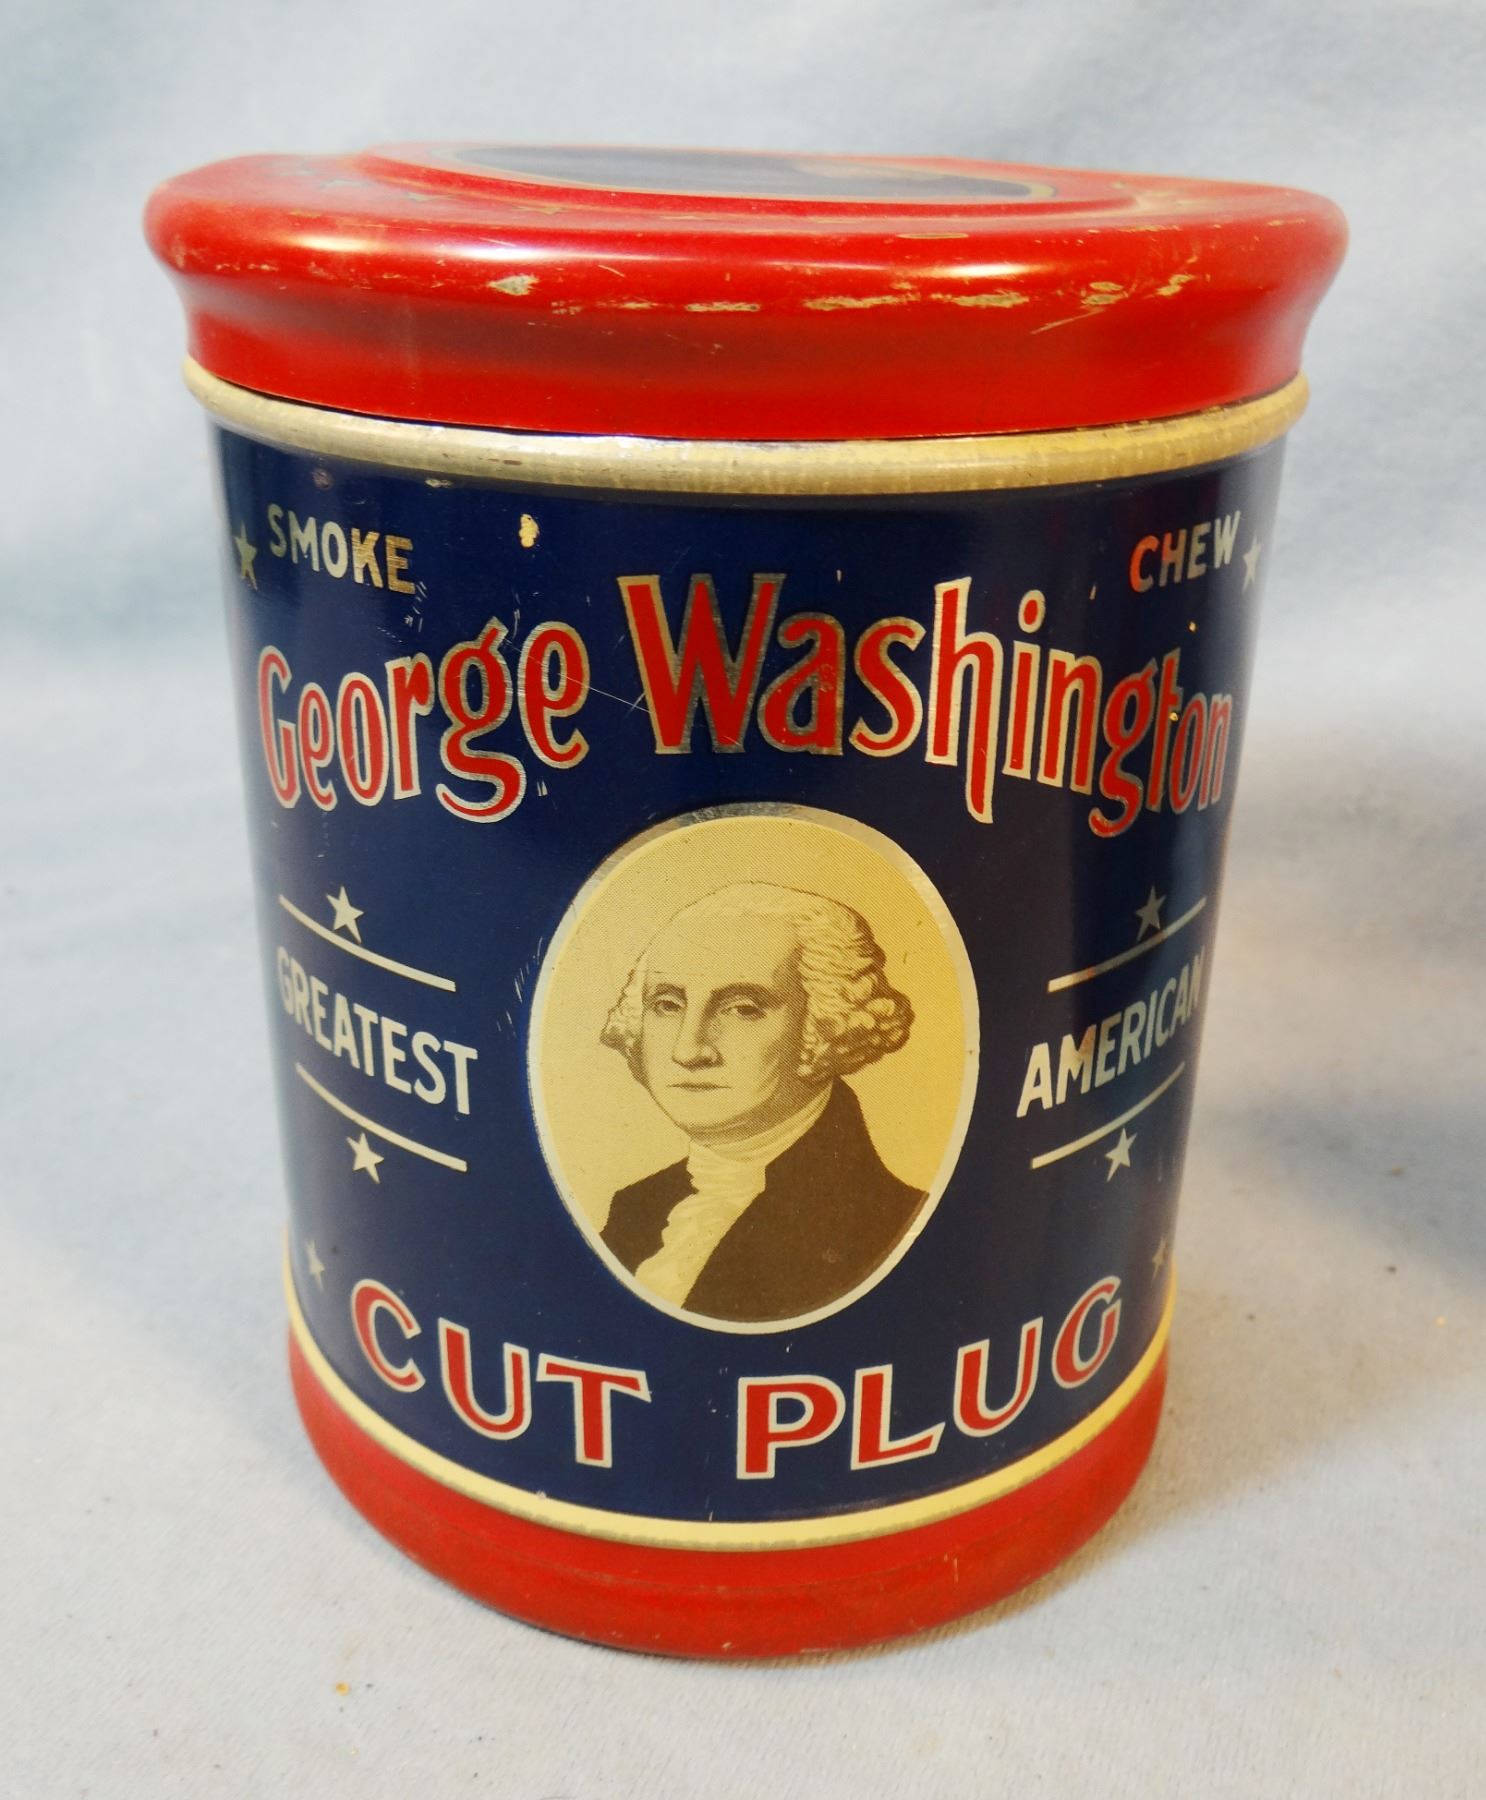 SMOKE CHEW
George Washington
GREATEST AMERICAN
CUT PLUG